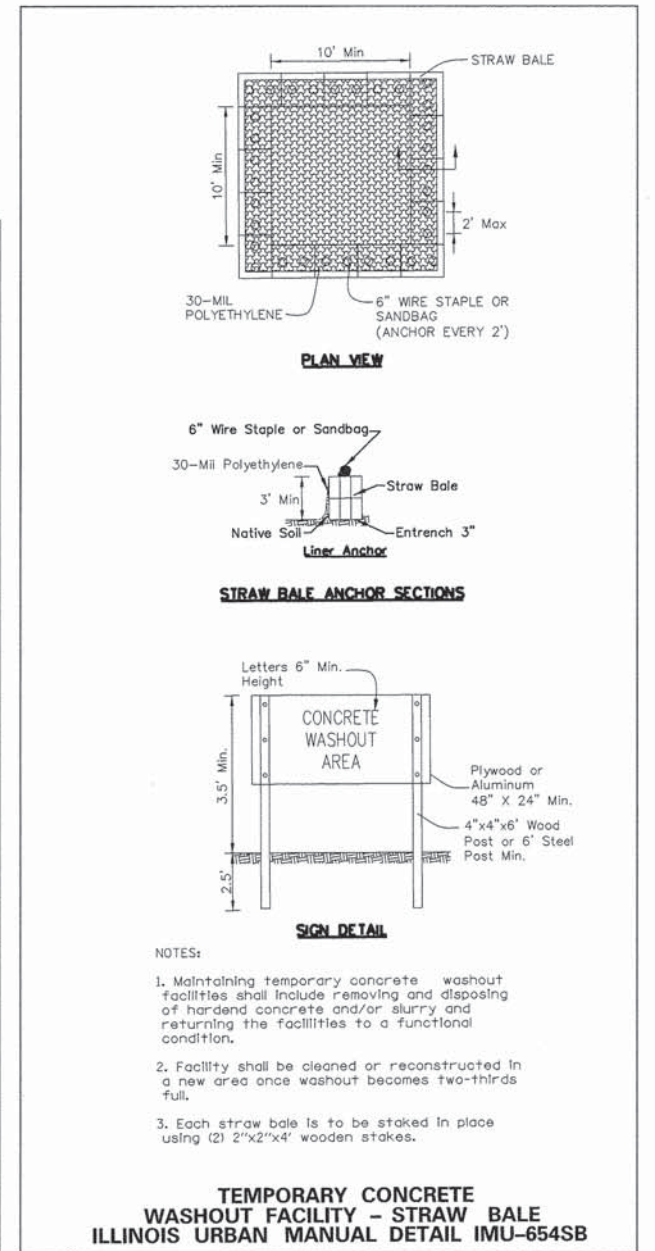 10' Min
STRAW BALE
10' Min
2' Max
30-MIL
POLYETHYLENE
6" WIRE STAPLE OR
SANDBAG
(ANCHOR EVERY 2')
PLAN VIEW
6" Wire Staple or Sandbag
30-Mil Polyethylene
3' Min
Straw Bale
Native Soil
Entrench 3"
Liner Anchor
STRAW BALE ANCHOR SECTIONS
Letters 6" Min.
Height
CONCRETE
WASHOUT
AREA
3.5' Min.
Plywood or
Aluminum
48" X 24" Min.
4"x4"x6' Wood
Post or 6' Steel
Post Min.
2.5'
SIGN DETAIL
NOTES:
1. Maintaining temporary concrete washout
facilities shall include removing and disposing
of hardend concrete and/or slurry and
returning the facilities to a functional
condition.
2. Facility shall be cleaned or reconstructed in
a new area once washout becomes two-thirds
full.
3. Each straw bale is to be staked in place
using (2) 2"x2"x4' wooden stakes.
TEMPORARY CONCRETE
WASHOUT FACILITY - STRAW BALE
ILLINOIS URBAN MANUAL DETAIL IMU-654SB